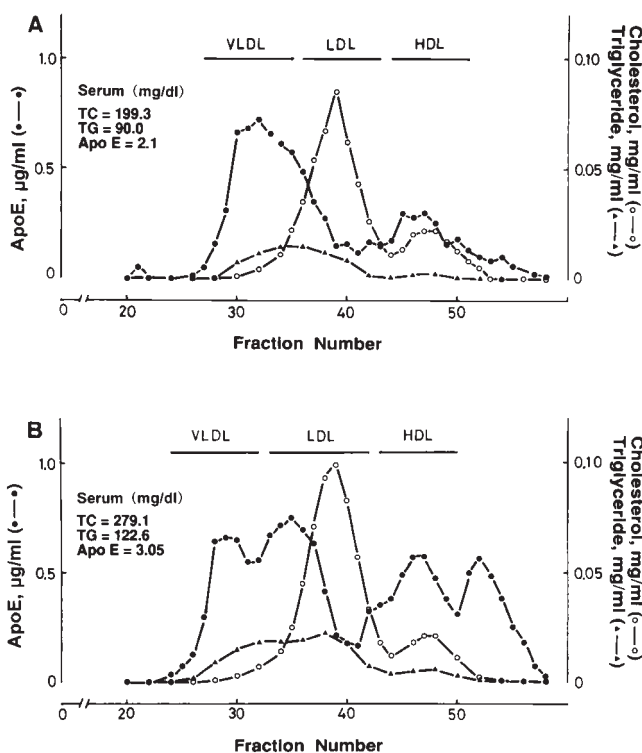 A
VLDL LDL HDL
1.0
0.5
0
ApoE, μg/ml (•—•)
Serum (mg/dl)
TC = 199.3
TG = 90.0
Apo E = 2.1
0.10
0.05
0
Cholesterol, mg/ml (○—○)
Triglyceride, mg/ml (▴—▴)
0 20 30 40 50
Fraction Number
B
VLDL LDL HDL
1.0
0.5
0
ApoE, μg/ml (•—•)
Serum (mg/dl)
TC = 279.1
TG = 122.6
Apo E = 3.05
0.10
0.05
0
Cholesterol, mg/ml (○—○)
Triglyceride, mg/ml (▴—▴)
0 20 30 40 50
Fraction Number